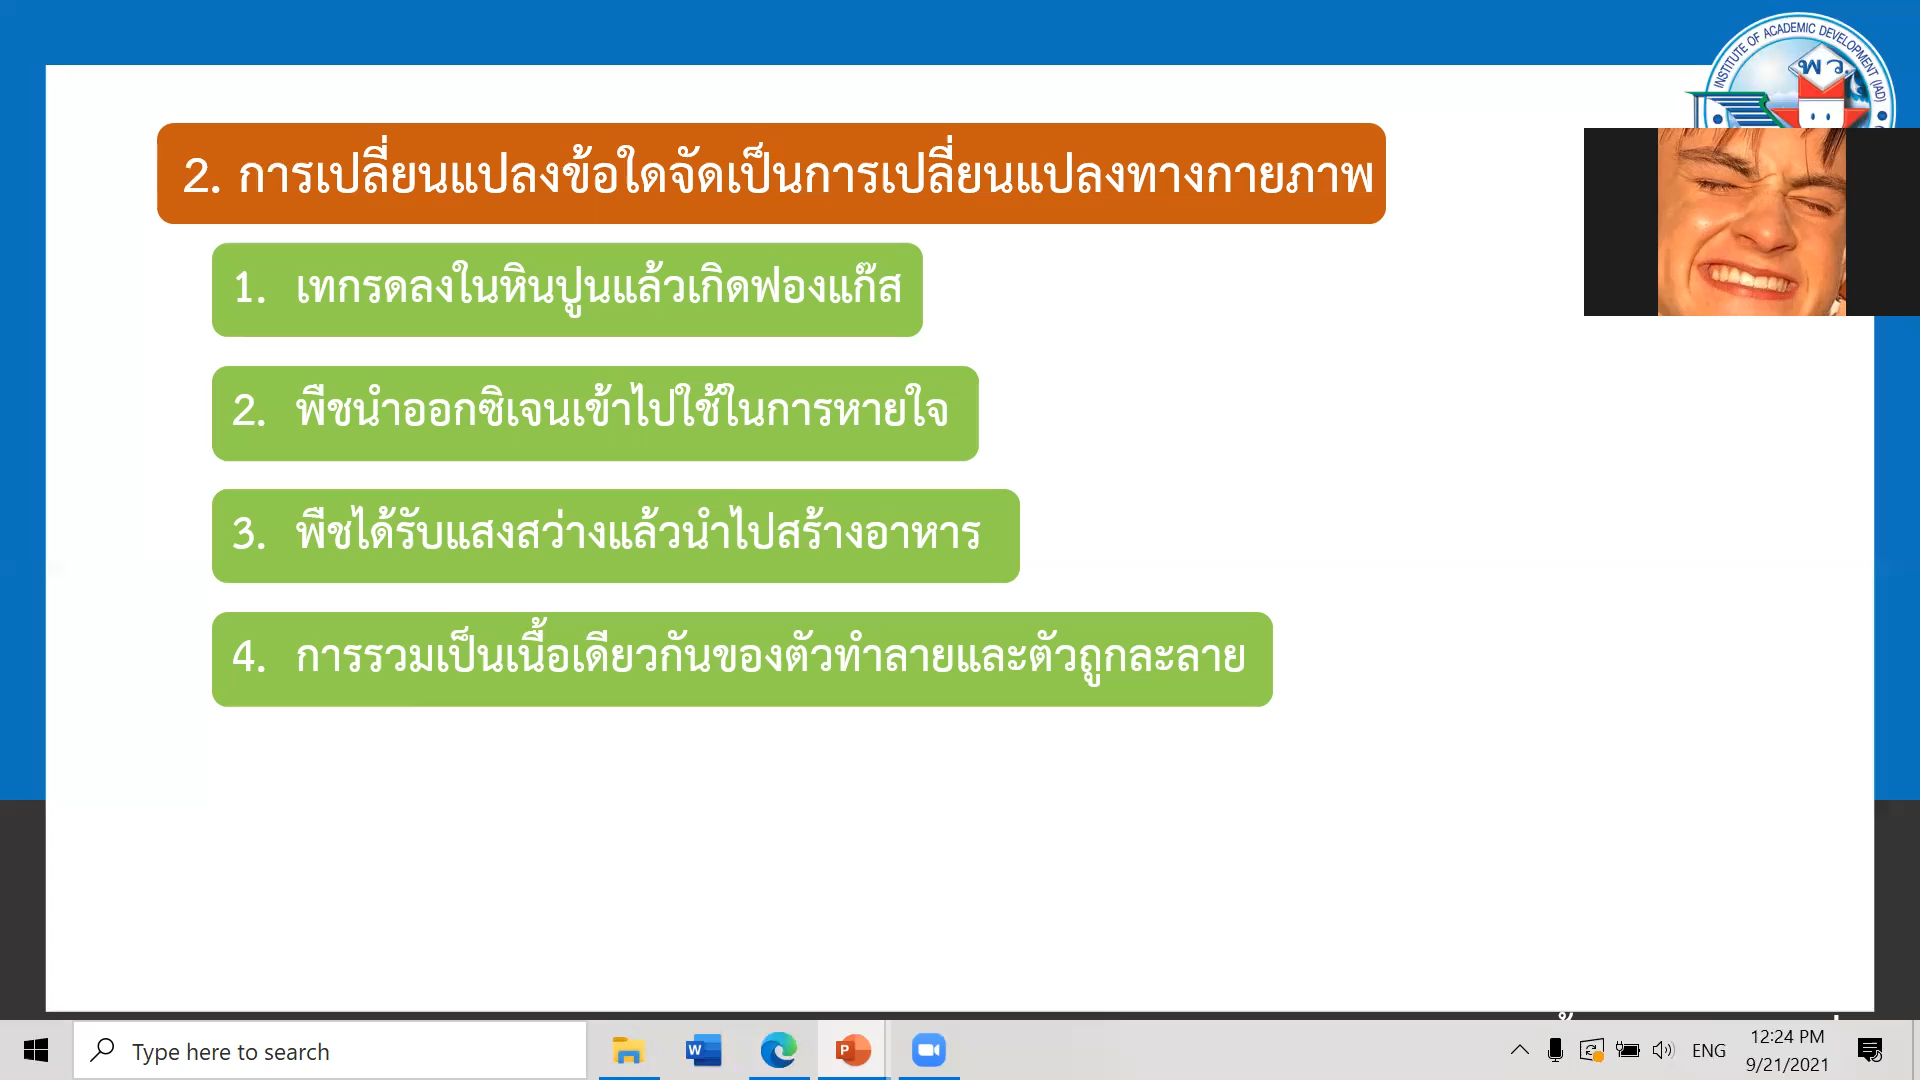 INSTITUTE OF ACADEMIC DEVELOPMENT (IAD)
พว.
2. การเปลี่ยนแปลงข้อใดจัดเป็นการเปลี่ยนแปลงทางกายภาพ
1. เทกรดลงในหินปูนแล้วเกิดฟองแก๊ส
2. พืชนำออกซิเจนเข้าไปใช้ในการหายใจ
3. พืชได้รับแสงสว่างแล้วนำไปสร้างอาหาร
4. การรวมเป็นเนื้อเดียวกันของตัวทำลายและตัวถูกละลาย
Type here to search
ENG
12:24 PM
9/21/2021